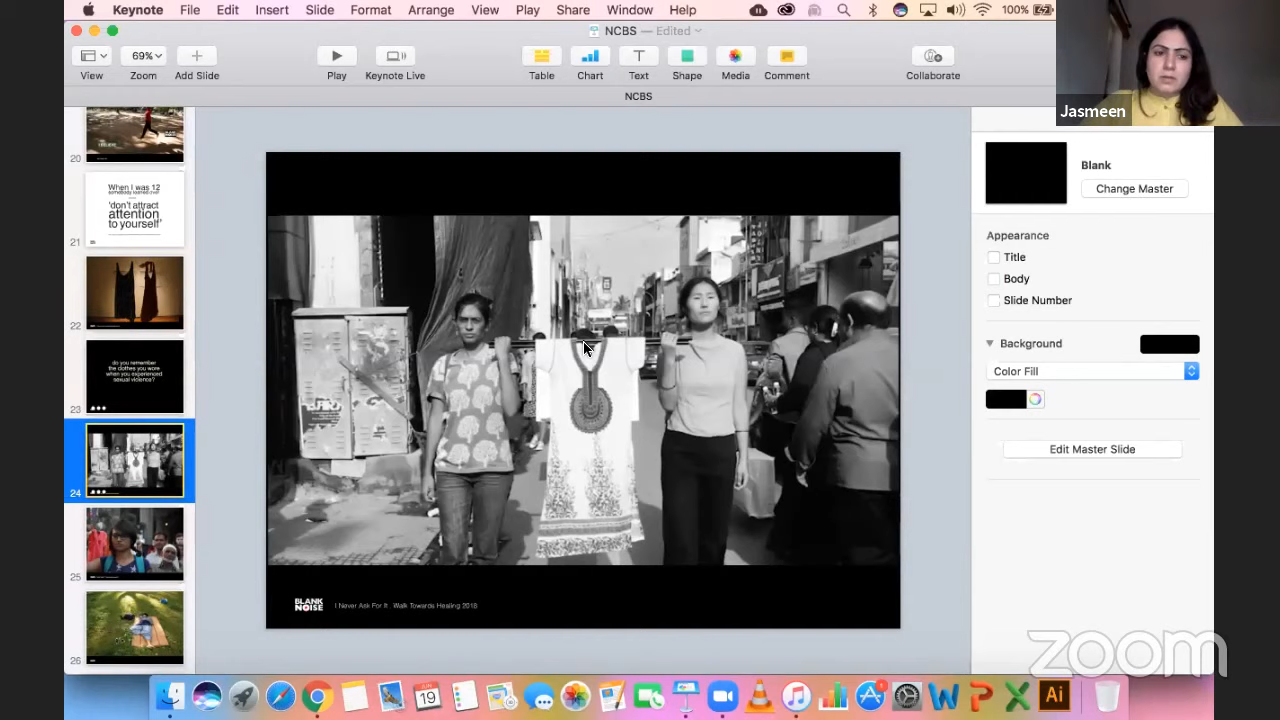 Keynote File Edit Insert Slide Format Arrange View Play Share Window Help 100%
NCBS — Edited
69%
View Zoom Add Slide Play Keynote Live Table Chart Text Shape Media Comment Collaborate
NCBS
Jasmeen
20
When I was 12
'don't attract
attention
to yourself'
21
22
do you remember
the clothes you wore
when you experienced
sexual violence?
23
24
25
26
BLANK
NOISE
I Never Ask For It Walk Towards Healing 2018
Blank
Change Master
Appearance
Title
Body
Slide Number
Background
Color Fill
Edit Master Slide
zoom
JUN
19
W P X Ai